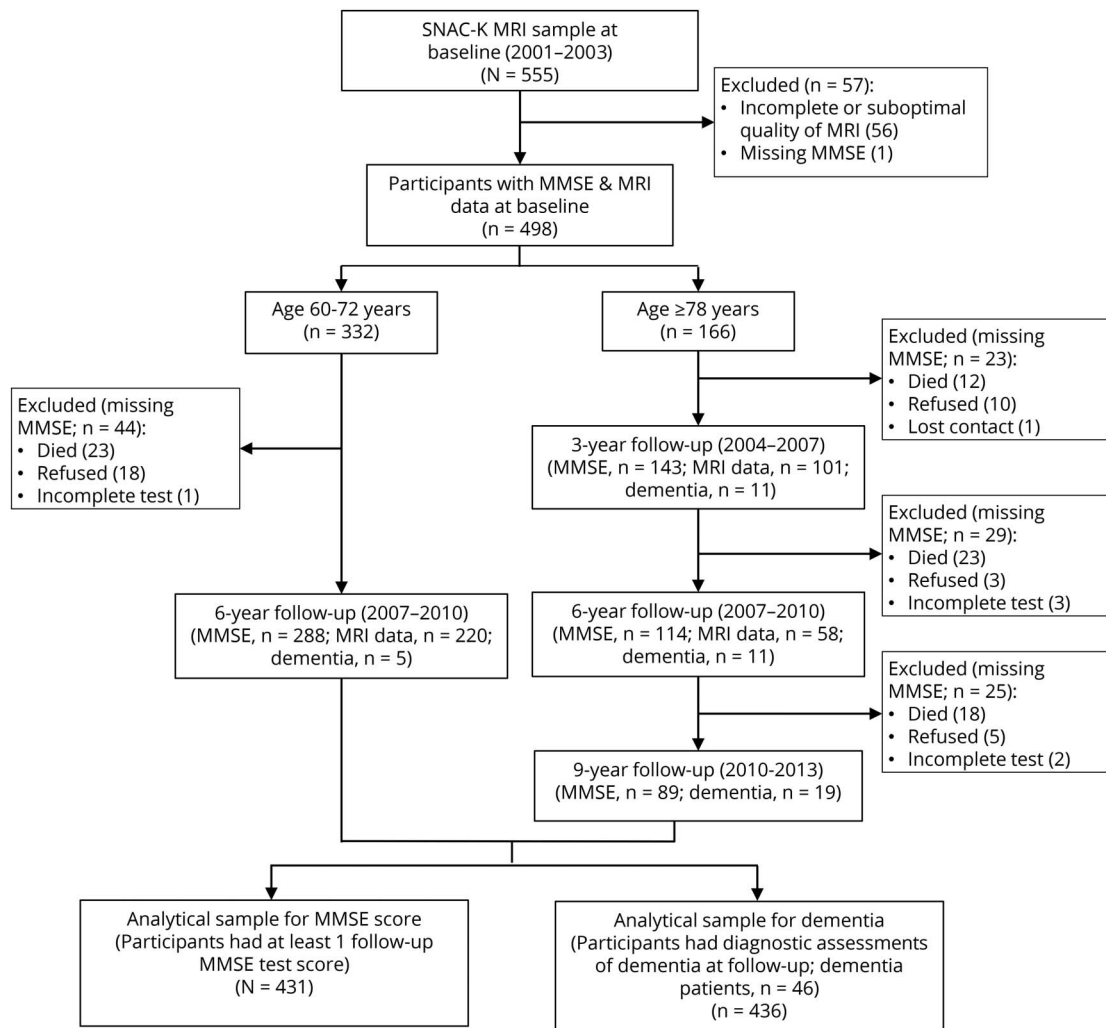 SNAC-K MRI sample at
baseline (2001–2003)
(N = 555)
Excluded (n = 57):
• Incomplete or suboptimal
quality of MRI (56)
• Missing MMSE (1)
Participants with MMSE & MRI
data at baseline
(n = 498)
Age 60-72 years
(n = 332)
Age ≥78 years
(n = 166)
Excluded (missing
MMSE; n = 23):
• Died (12)
• Refused (10)
• Lost contact (1)
Excluded (missing
MMSE; n = 44):
• Died (23)
• Refused (18)
• Incomplete test (1)
3-year follow-up (2004–2007)
(MMSE, n = 143; MRI data, n = 101;
dementia, n = 11)
Excluded (missing
MMSE; n = 29):
• Died (23)
• Refused (3)
• Incomplete test (3)
6-year follow-up (2007–2010)
(MMSE, n = 288; MRI data, n = 220;
dementia, n = 5)
6-year follow-up (2007–2010)
(MMSE, n = 114; MRI data, n = 58;
dementia, n = 11)
Excluded (missing
MMSE; n = 25):
• Died (18)
• Refused (5)
• Incomplete test (2)
9-year follow-up (2010-2013)
(MMSE, n = 89; dementia, n = 19)
Analytical sample for MMSE score
(Participants had at least 1 follow-up
MMSE test score)
(N = 431)
Analytical sample for dementia
(Participants had diagnostic assessments
of dementia at follow-up; dementia
patients, n = 46)
(n = 436)